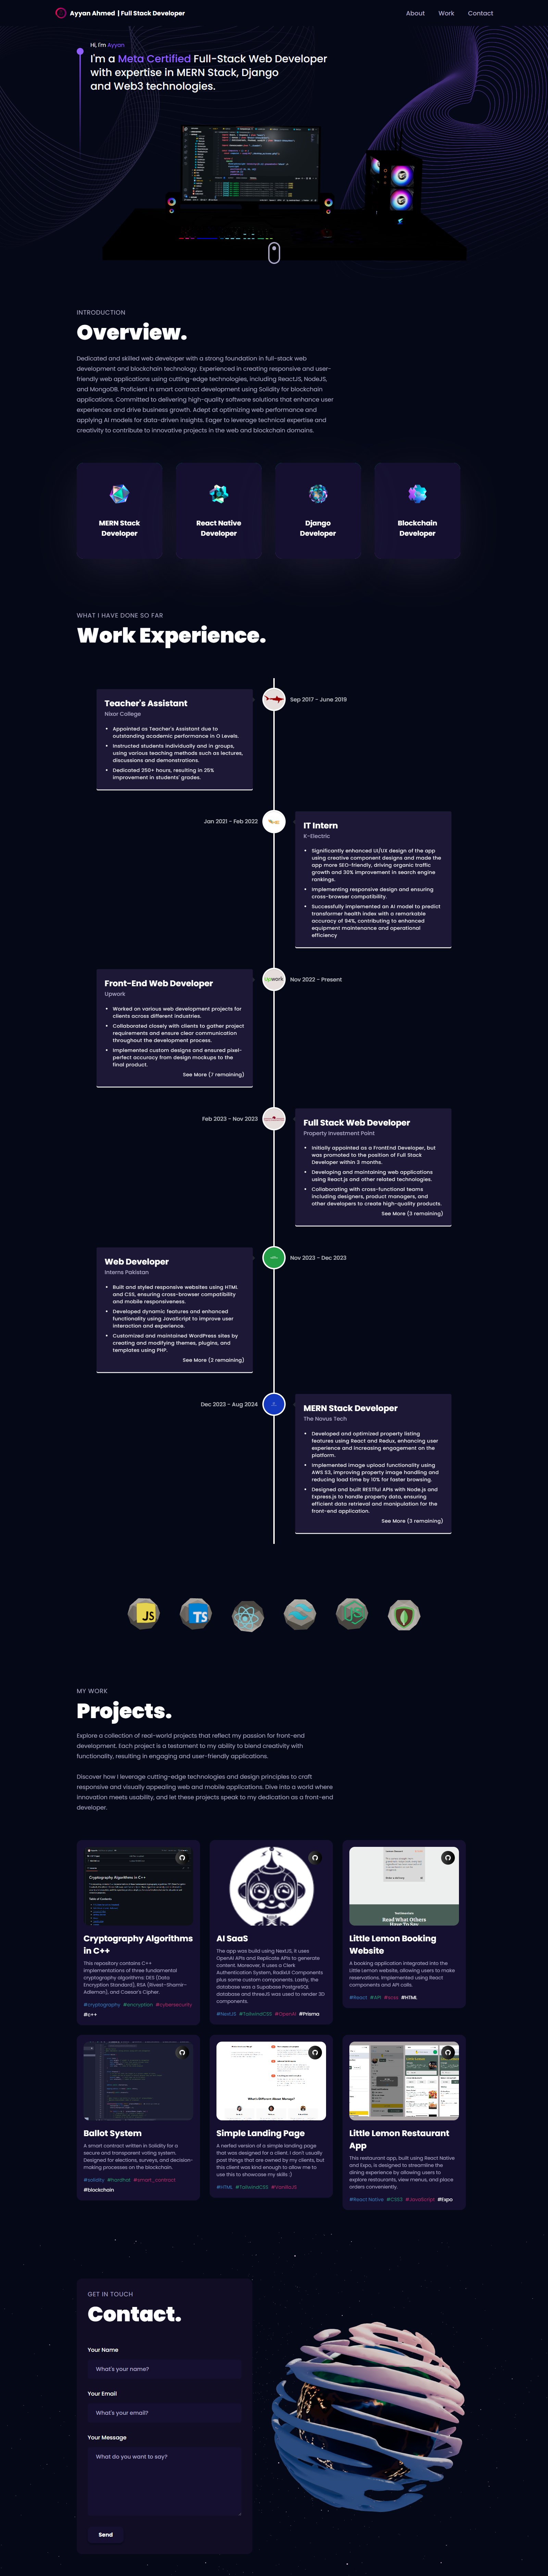 Ayyan Ahmed | Full Stack Developer
About
Work
Contact
Hi, I'm Ayyan
I'm a Meta Certified Full-Stack Web Developer
with expertise in MERN Stack, Django
and Web3 technologies.
INTRODUCTION
Overview.
Dedicated and skilled web developer with a strong foundation in full-stack web
development and blockchain technology. Experienced in creating responsive and user-
friendly web applications using cutting-edge technologies, including ReactJS, NodeJS,
and MongoDB. Proficient in smart contract development using Solidity for blockchain
applications. Committed to delivering high-quality software solutions that enhance user
experiences and drive business growth. Adept at optimizing web performance and
applying AI models for data-driven insights. Eager to leverage technical expertise and
creativity to contribute to innovative projects in the web and blockchain domains.
MERN Stack
Developer
React Native
Developer
Django
Developer
Blockchain
Developer
WHAT I HAVE DONE SO FAR
Work Experience.
Teacher's Assistant
Nixor College
• Appointed as Teacher's Assistant due to
outstanding academic performance in O Levels.
• Instructed students individually and in groups,
using various teaching methods such as lectures,
discussions and demonstrations.
• Dedicated 250+ hours, resulting in 25%
improvement in students' grades.
Sep 2017 - June 2019
Jan 2021 - Feb 2022
IT Intern
K-Electric
• Significantly enhanced UI/UX design of the app
using creative component designs and made the
app more SEO-friendly, driving organic traffic
growth and 30% improvement in search engine
rankings.
• Implementing responsive design and ensuring
cross-browser compatibility.
• Successfully implemented an AI model to predict
transformer health index with a remarkable
accuracy of 94%, contributing to enhanced
equipment maintenance and operational
efficiency
Front-End Web Developer
Upwork
• Worked on various web development projects for
clients across different industries.
• Collaborated closely with clients to gather project
requirements and ensure clear communication
throughout the development process.
• Implemented custom designs and ensured pixel-
perfect accuracy from design mockups to the
final product.
See More (7 remaining)
upwork
Nov 2022 - Present
Feb 2023 - Nov 2023
Full Stack Web Developer
Property Investment Point
• Initially appointed as a FrontEnd Developer, but
was promoted to the position of Full Stack
Developer within 3 months.
• Developing and maintaining web applications
using React.js and other related technologies.
• Collaborating with cross-functional teams
including designers, product managers, and
other developers to create high-quality products.
See More (3 remaining)
Web Developer
Interns Pakistan
• Built and styled responsive websites using HTML
and CSS, ensuring cross-browser compatibility
and mobile responsiveness.
• Developed dynamic features and enhanced
functionality using JavaScript to improve user
interaction and experience.
• Customized and maintained WordPress sites by
creating and modifying themes, plugins, and
templates using PHP.
See More (2 remaining)
Nov 2023 - Dec 2023
Dec 2023 - Aug 2024
MERN Stack Developer
The Novus Tech
• Developed and optimized property listing
features using React and Redux, enhancing user
experience and increasing engagement on the
platform.
• Implemented image upload functionality using
AWS S3, improving property image handling and
reducing load time by 10% for faster browsing.
• Designed and built RESTful APIs with Node.js and
Express.js to handle property data, ensuring
efficient data retrieval and manipulation for the
front-end application.
See More (3 remaining)
JS
TS
MY WORK
Projects.
Explore a collection of real-world projects that reflect my passion for front-end
development. Each project is a testament to my ability to blend creativity with
functionality, resulting in engaging and user-friendly applications.
Discover how I leverage cutting-edge technologies and design principles to craft
responsive and visually appealing web and mobile applications. Dive into a world where
innovation meets usability, and let these projects speak to my dedication as a front-end
developer.
Cryptography Algorithms in C++
Cryptography Algorithms
in C++
This repository contains C++
implementations of three fundamental
cryptography algorithms: DES (Data
Encryption Standard), RSA (Rivest–Shamir–
Adleman), and Ceasar's Cipher.
#cryptography #encryption #cybersecurity
#c++
AI SaaS
The app was build using NextJS, it uses
OpenAI APIs and Replicate APIs to generate
content. Moreover, it uses a Clerk
Authentication System, RadixUI Components
plus some custom components. Lastly, the
database was a Supabase PostgreSQL
database and threeJS was used to render 3D
components.
#NextJS #TailwindCSS #OpenAI #Prisma
Read What Others
Have To Say
Little Lemon Booking
Website
A booking application integrated into the
Little Lemon website, allowing users to make
reservations, implemented using React
components and API calls.
#React #API #scss #HTML
Ballot System
A smart contract written in Solidity for a
secure and transparent voting system.
Designed for elections, surveys, and decision-
making processes on the blockchain.
#solidity #hardhat #smart_contract
#blockchain
What's Different About Manage?
Simple Landing Page
A nerfed version of a simple landing page
that was designed for a client. I don't usually
put things that are owned by my clients, but
this client was kind enough to allow me to
use this to showcase my skills :)
#HTML #TailwindCSS #VanillaJS
Little Lemon Restaurant
App
This restaurant app, built using React Native
and Expo, is designed to streamline the
dining experience by allowing users to
explore restaurants, view menus, and place
orders conveniently.
#React Native #CSS3 #JavaScript #Expo
GET IN TOUCH
Contact.
Your Name
What's your name?
Your Email
What's your email?
Your Message
What do you want to say?
Send